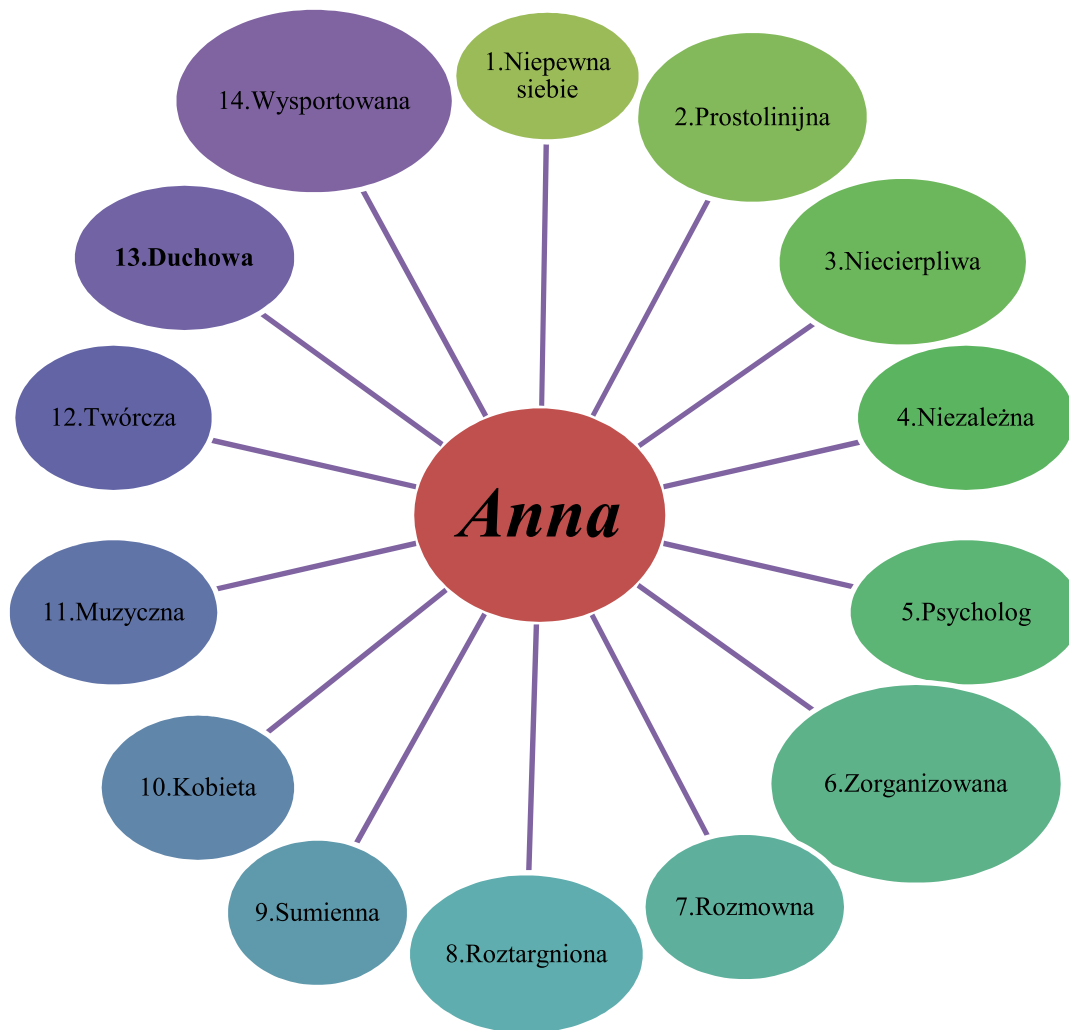 1.Niepewna
siebie
2.Prostolinijna
3.Niecierpliwa
4.Niezależna
5.Psycholog
6.Zorganizowana
7.Rozmowna
8.Roztargniona
9.Sumienna
10.Kobieta
11.Muzyczna
12.Twórcza
13.Duchowa
14.Wysportowana
Anna